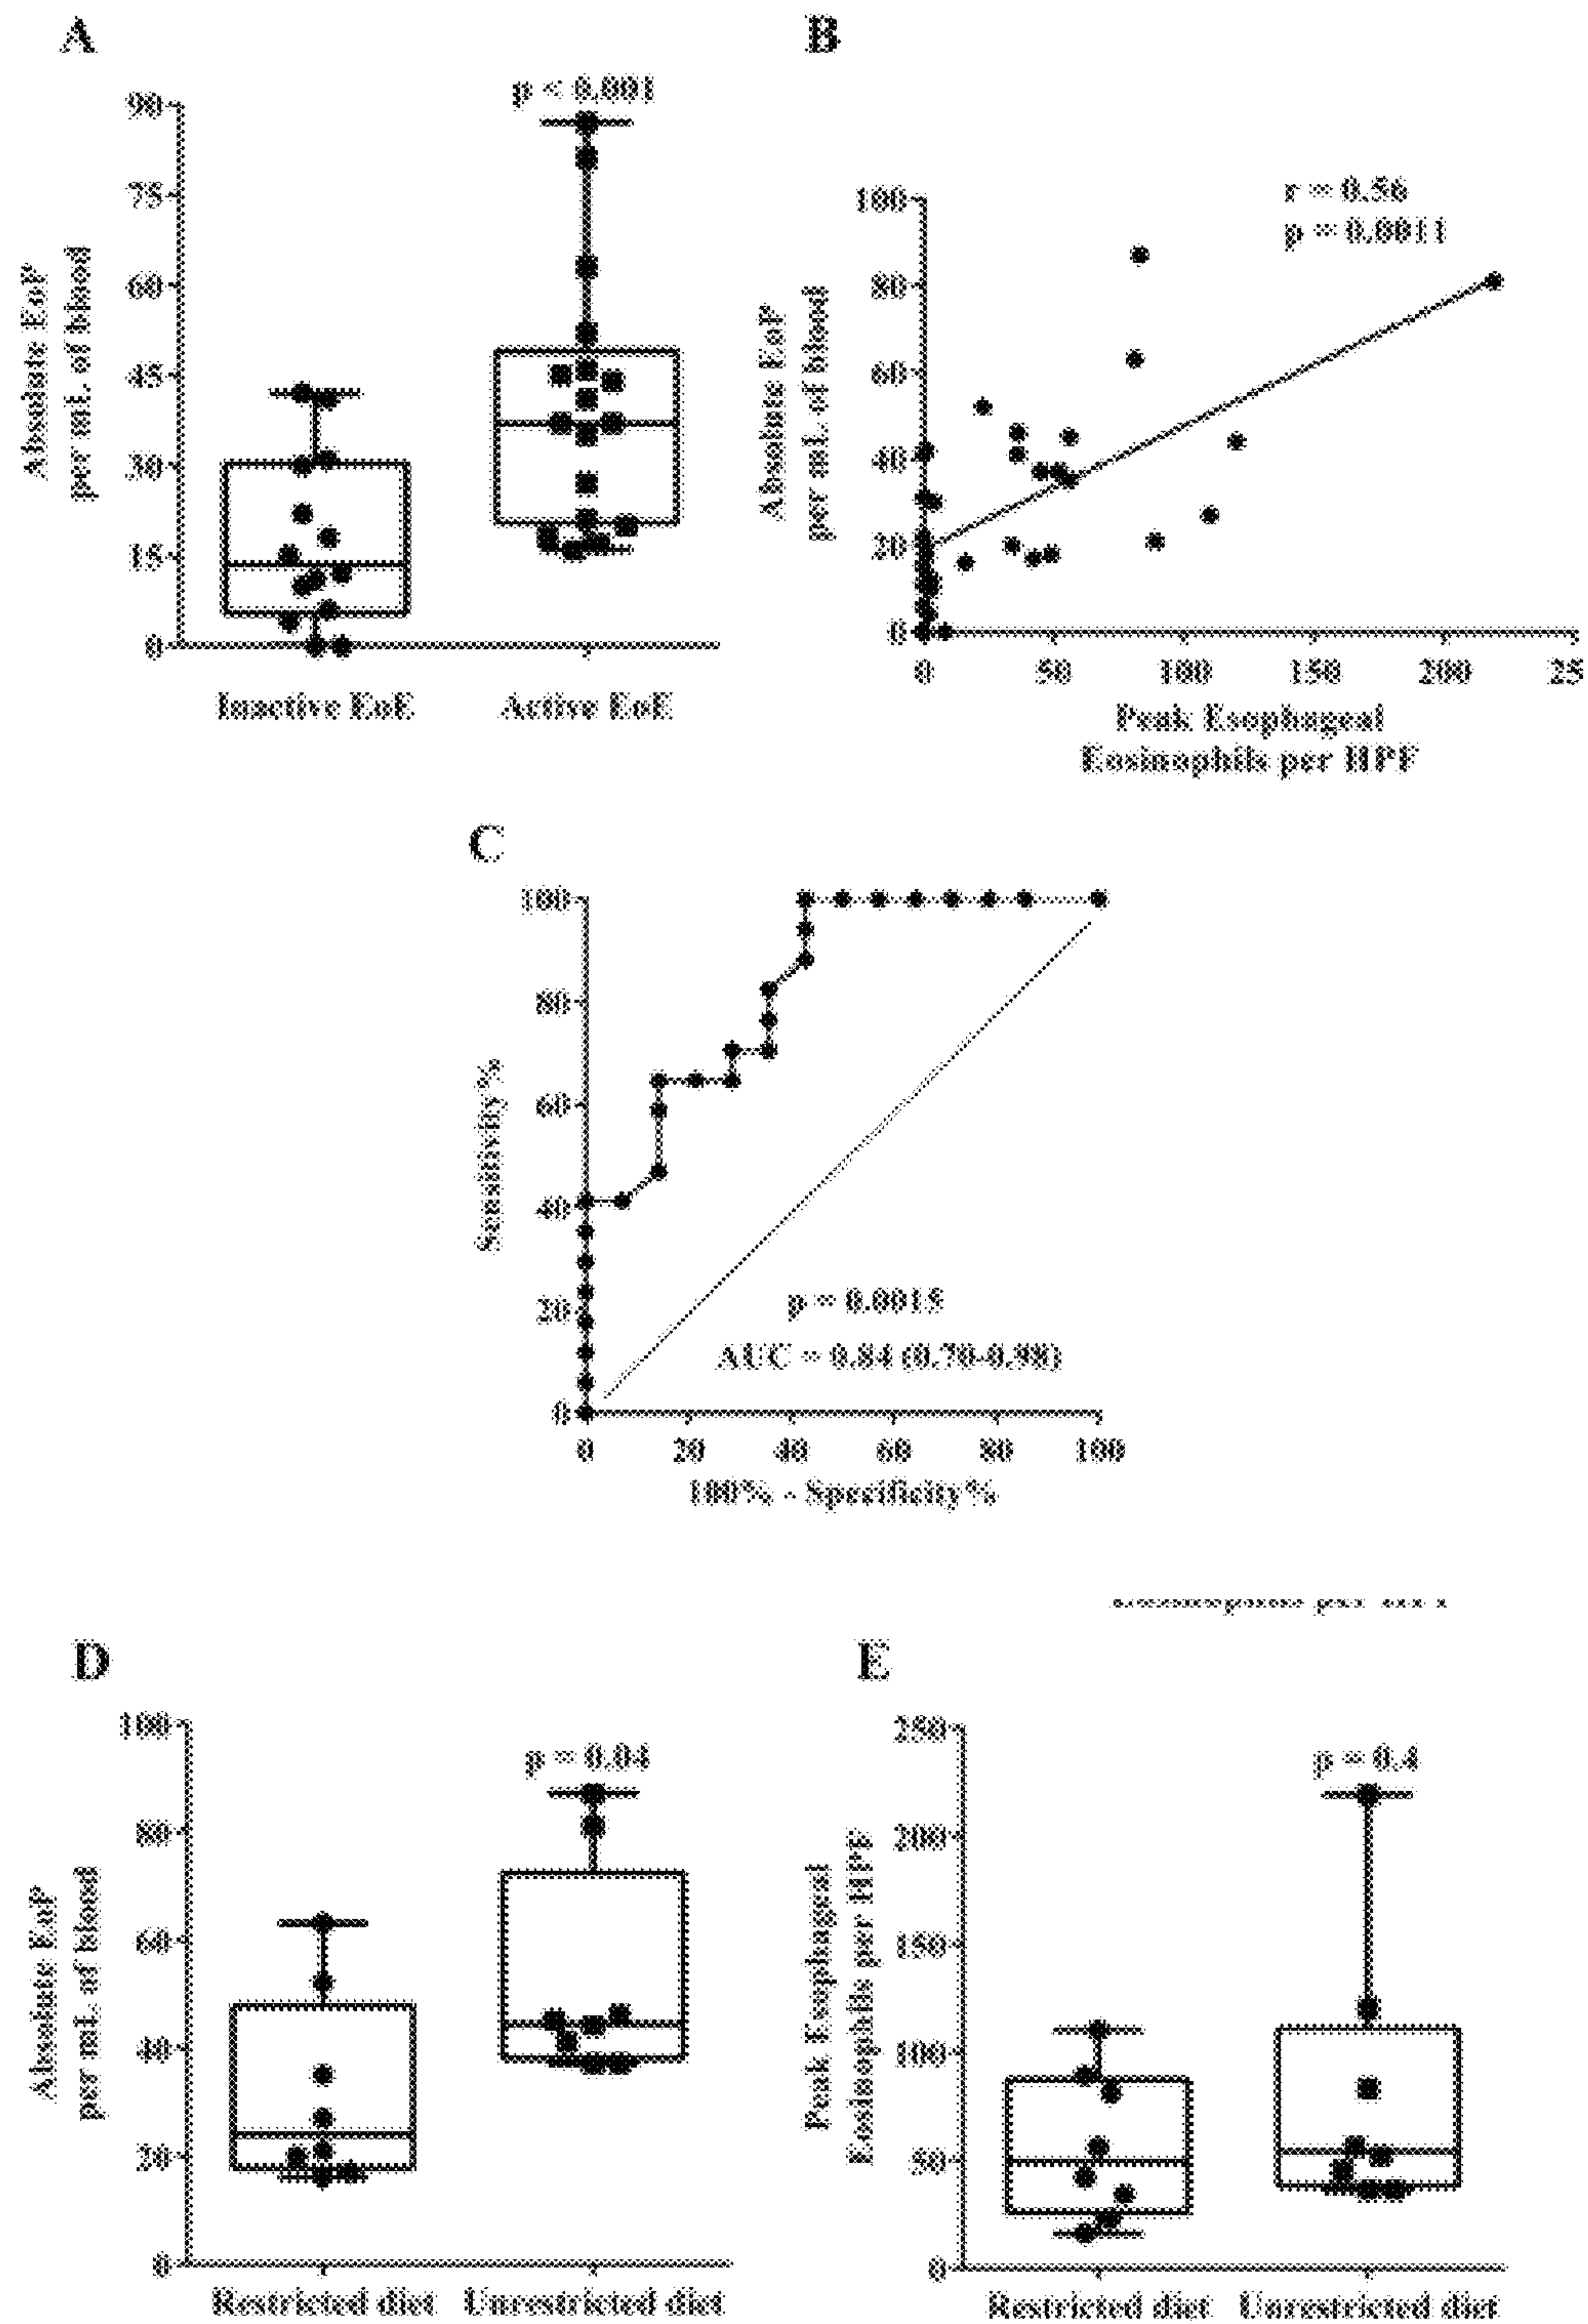 A
p < 0.001
90
75
60
45
30
15
0
Absolute EoP
per mL of blood
Inactive EoE
Active EoE
B
r = 0.56
p = 0.0011
100
80
60
40
20
0
Absolute EoP
per mL of blood
0 50 100 150 200 25
Peak Esophageal
Eosinophils per HPF
C
100
80
60
40
20
0
Sensitivity%
p = 0.0015
AUC = 0.84 (0.70-0.98)
0 20 40 60 80 100
100% - Specificity%
D
p = 0.04
100
80
60
40
20
0
Absolute EoP
per mL of blood
Restricted diet Unrestricted diet
E
p = 0.4
250
200
150
100
50
0
Peak Esophageal
Eosinophils per HPF
Restricted diet Unrestricted diet